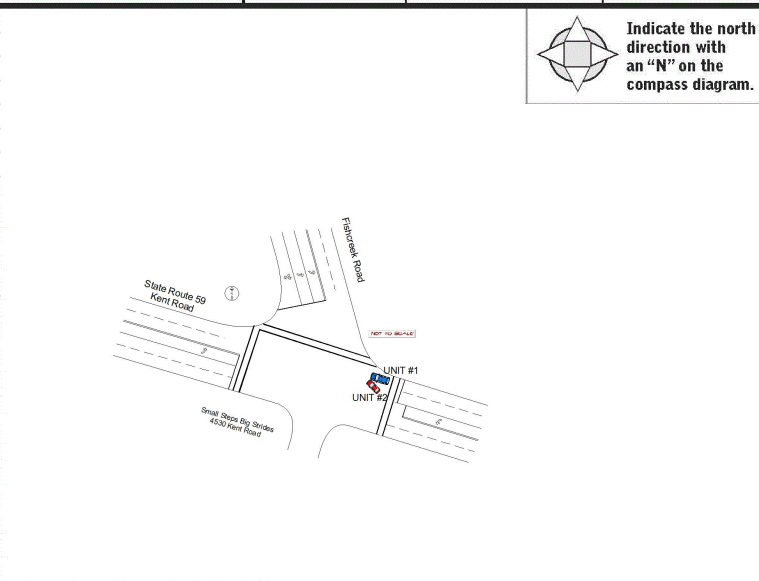 Indicate the north
direction with
an “N” on the
compass diagram.
Fishcreek Road
State Route 59
Kent Road
NOT TO SCALE
UNIT #1
UNIT #2
Small Steps Big Strides
4530 Kent Road